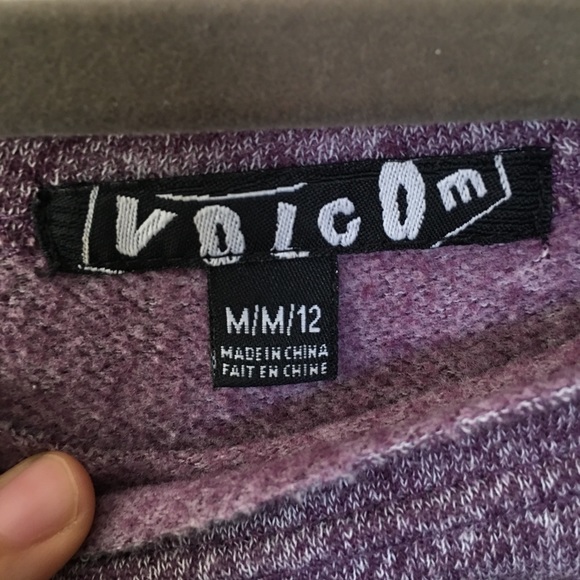 VOLCOM
M/M/12
MADE IN CHINA
FAIT EN CHINE